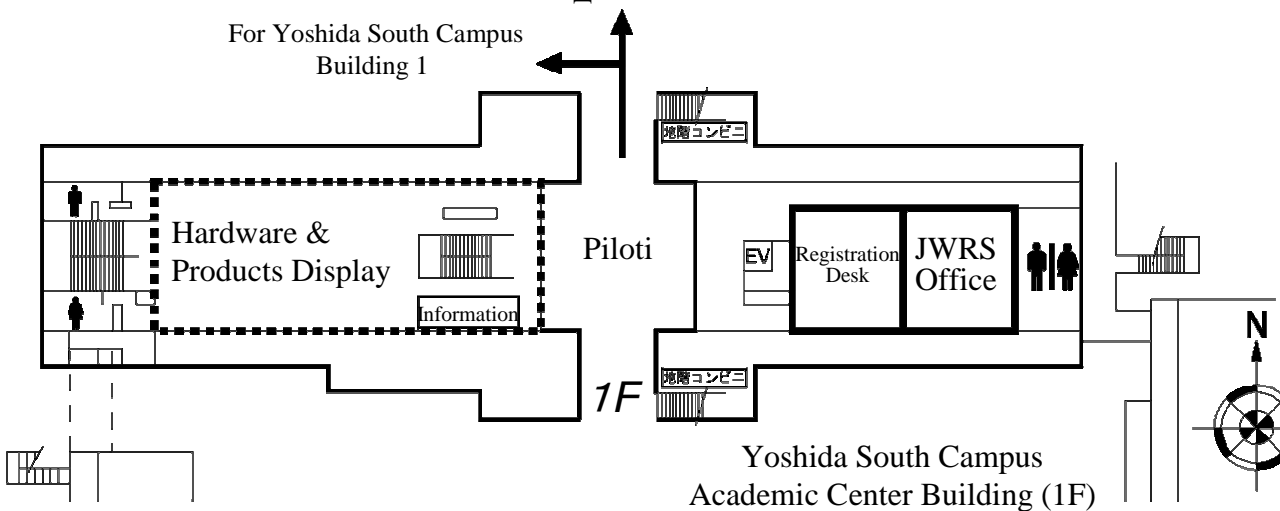 For Yoshida South Campus
Building 1
地階コンビニ
Hardware &
Products Display
Piloti
EV
Registration
Desk
JWRS
Office
Information
N
地階コンビニ
1F
Yoshida South Campus
Academic Center Building (1F)